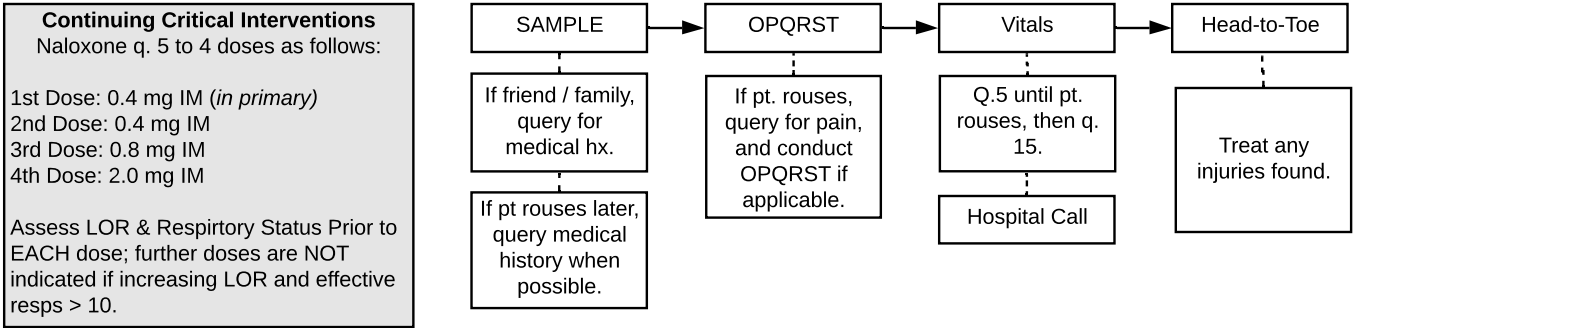 Continuing Critical Interventions
Naloxone q. 5 to 4 doses as follows:
1st Dose: 0.4 mg IM (in primary)
2nd Dose: 0.4 mg IM
3rd Dose: 0.8 mg IM
4th Dose: 2.0 mg IM
Assess LOR & Respirtory Status Prior to
EACH dose; further doses are NOT
indicated if increasing LOR and effective
resps > 10.
SAMPLE
If friend / family,
query for
medical hx.
If pt rouses later,
query medical
history when
possible.
OPQRST
If pt. rouses,
query for pain,
and conduct
OPQRST if
applicable.
Vitals
Q.5 until pt.
rouses, then q.
15.
Hospital Call
Head-to-Toe
Treat any
injuries found.